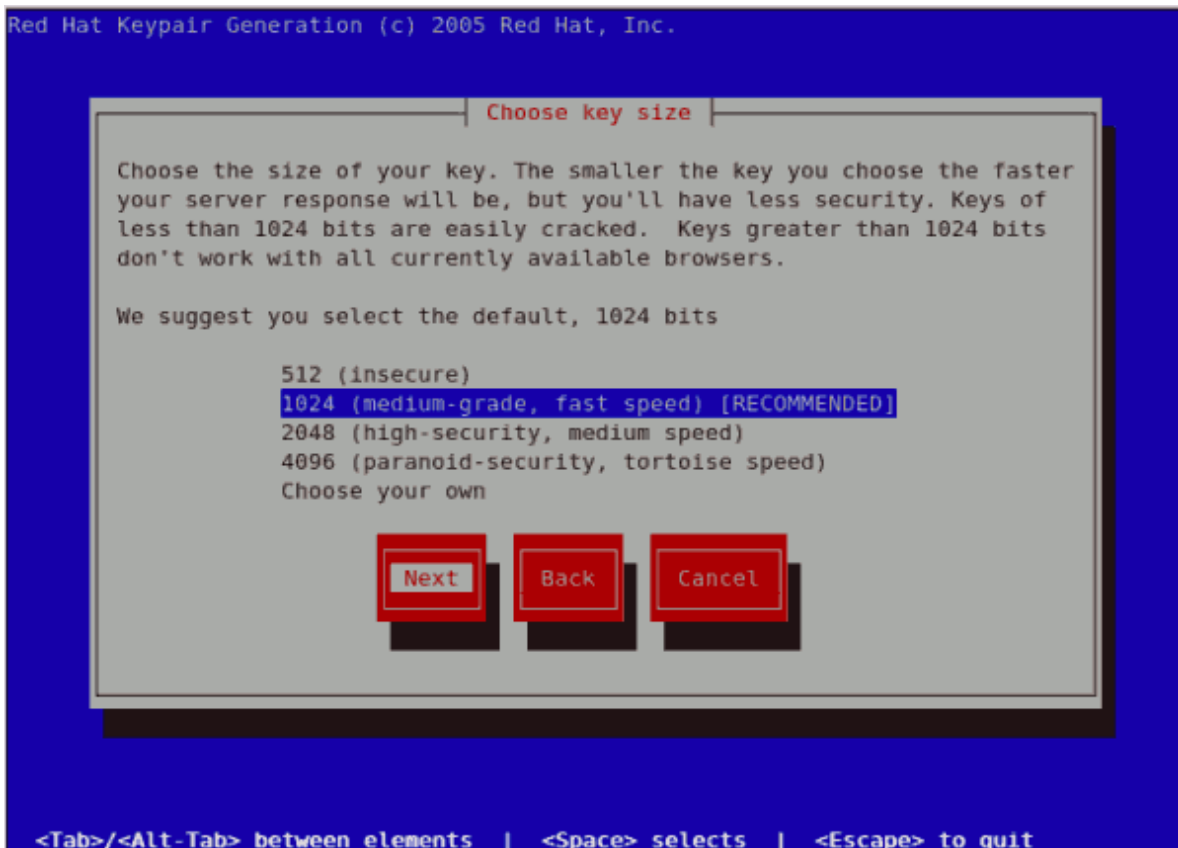 Red Hat Keypair Generation (c) 2005 Red Hat, Inc.
Choose key size
Choose the size of your key. The smaller the key you choose the faster
your server response will be, but you'll have less security. Keys of
less than 1024 bits are easily cracked.  Keys greater than 1024 bits
don't work with all currently available browsers.
We suggest you select the default, 1024 bits
512 (insecure)
1024 (medium-grade, fast speed) [RECOMMENDED]
2048 (high-security, medium speed)
4096 (paranoid-security, tortoise speed)
Choose your own
Next Back Cancel
<Tab>/<Alt-Tab> between elements  |  <Space> selects  |  <Escape> to quit